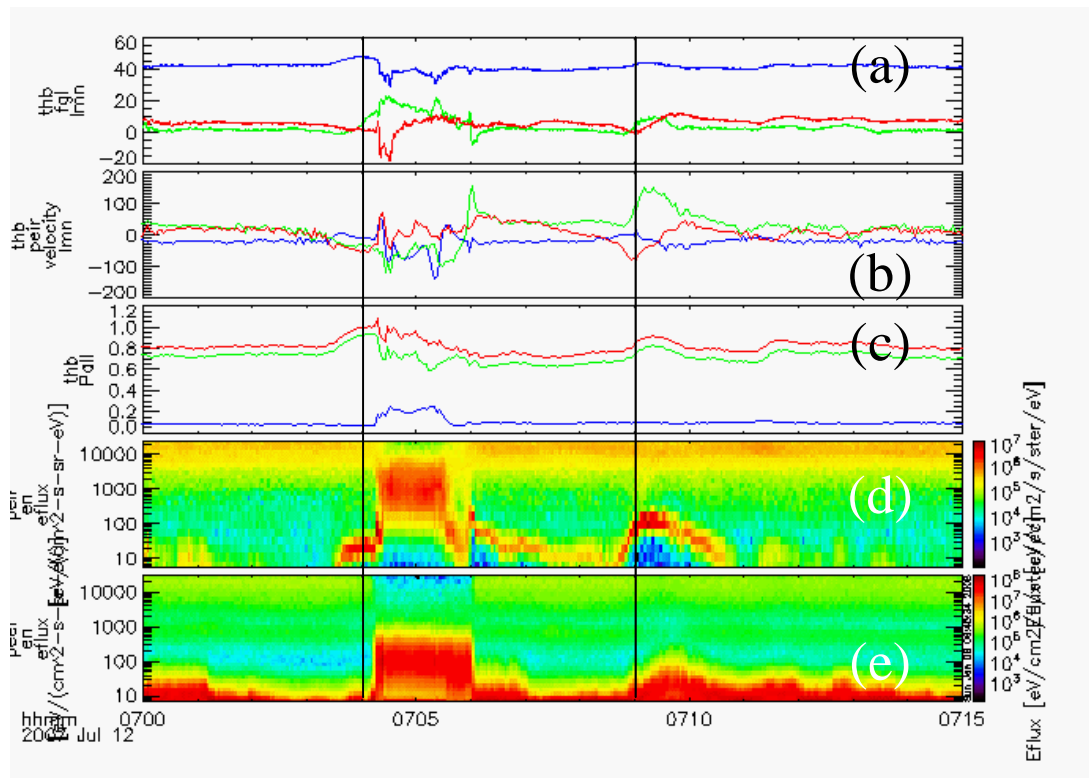 60
40
20
0
−20
thb
fgl
lmn
(a)
200
100
0
−100
−200
thb
peir
velocity
lmn
(b)
1.2
1.0
0.8
0.6
0.4
0.2
0.0
thb
Pall
(c)
10000
1000
100
10
peir
pen
eflux
(d)
10^7
10^6
10^5
10^4
10^3
10000
1000
100
10
peer
pen
eflux
(e)
10^8
10^7
10^6
10^5
10^4
10^3
Eflux [eV/cm2/s/ster/eV]
0700
0705
0710
0715
hhmm
Jul 12